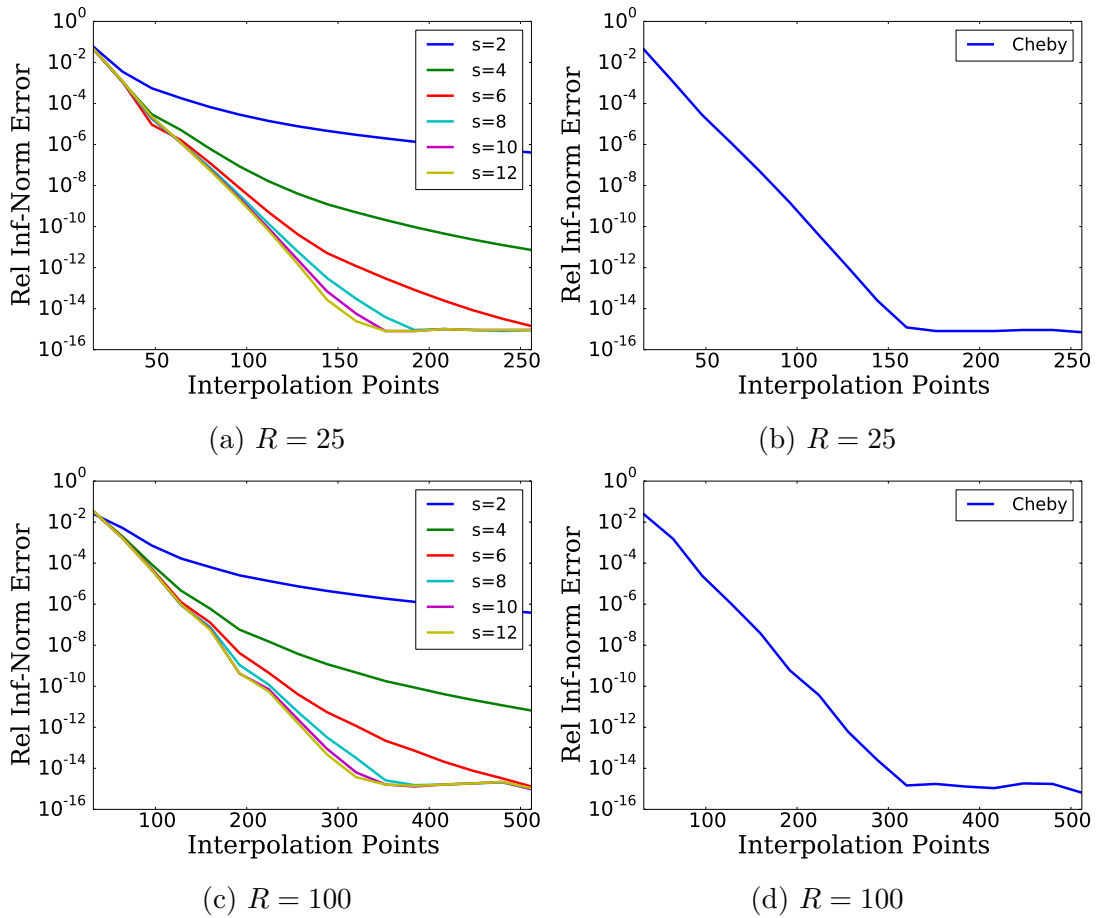 Rel Inf-Norm Error
10^0
10^-2
10^-4
10^-6
10^-8
10^-10
10^-12
10^-14
10^-16
s=2
s=4
s=6
s=8
s=10
s=12
50
100
150
200
250
Interpolation Points
(a) R = 25
Rel Inf-norm Error
10^0
10^-2
10^-4
10^-6
10^-8
10^-10
10^-12
10^-14
10^-16
Cheby
50
100
150
200
250
Interpolation Points
(b) R = 25
Rel Inf-Norm Error
10^0
10^-2
10^-4
10^-6
10^-8
10^-10
10^-12
10^-14
10^-16
s=2
s=4
s=6
s=8
s=10
s=12
100
200
300
400
500
Interpolation Points
(c) R = 100
Rel Inf-norm Error
10^0
10^-2
10^-4
10^-6
10^-8
10^-10
10^-12
10^-14
10^-16
Cheby
100
200
300
400
500
Interpolation Points
(d) R = 100